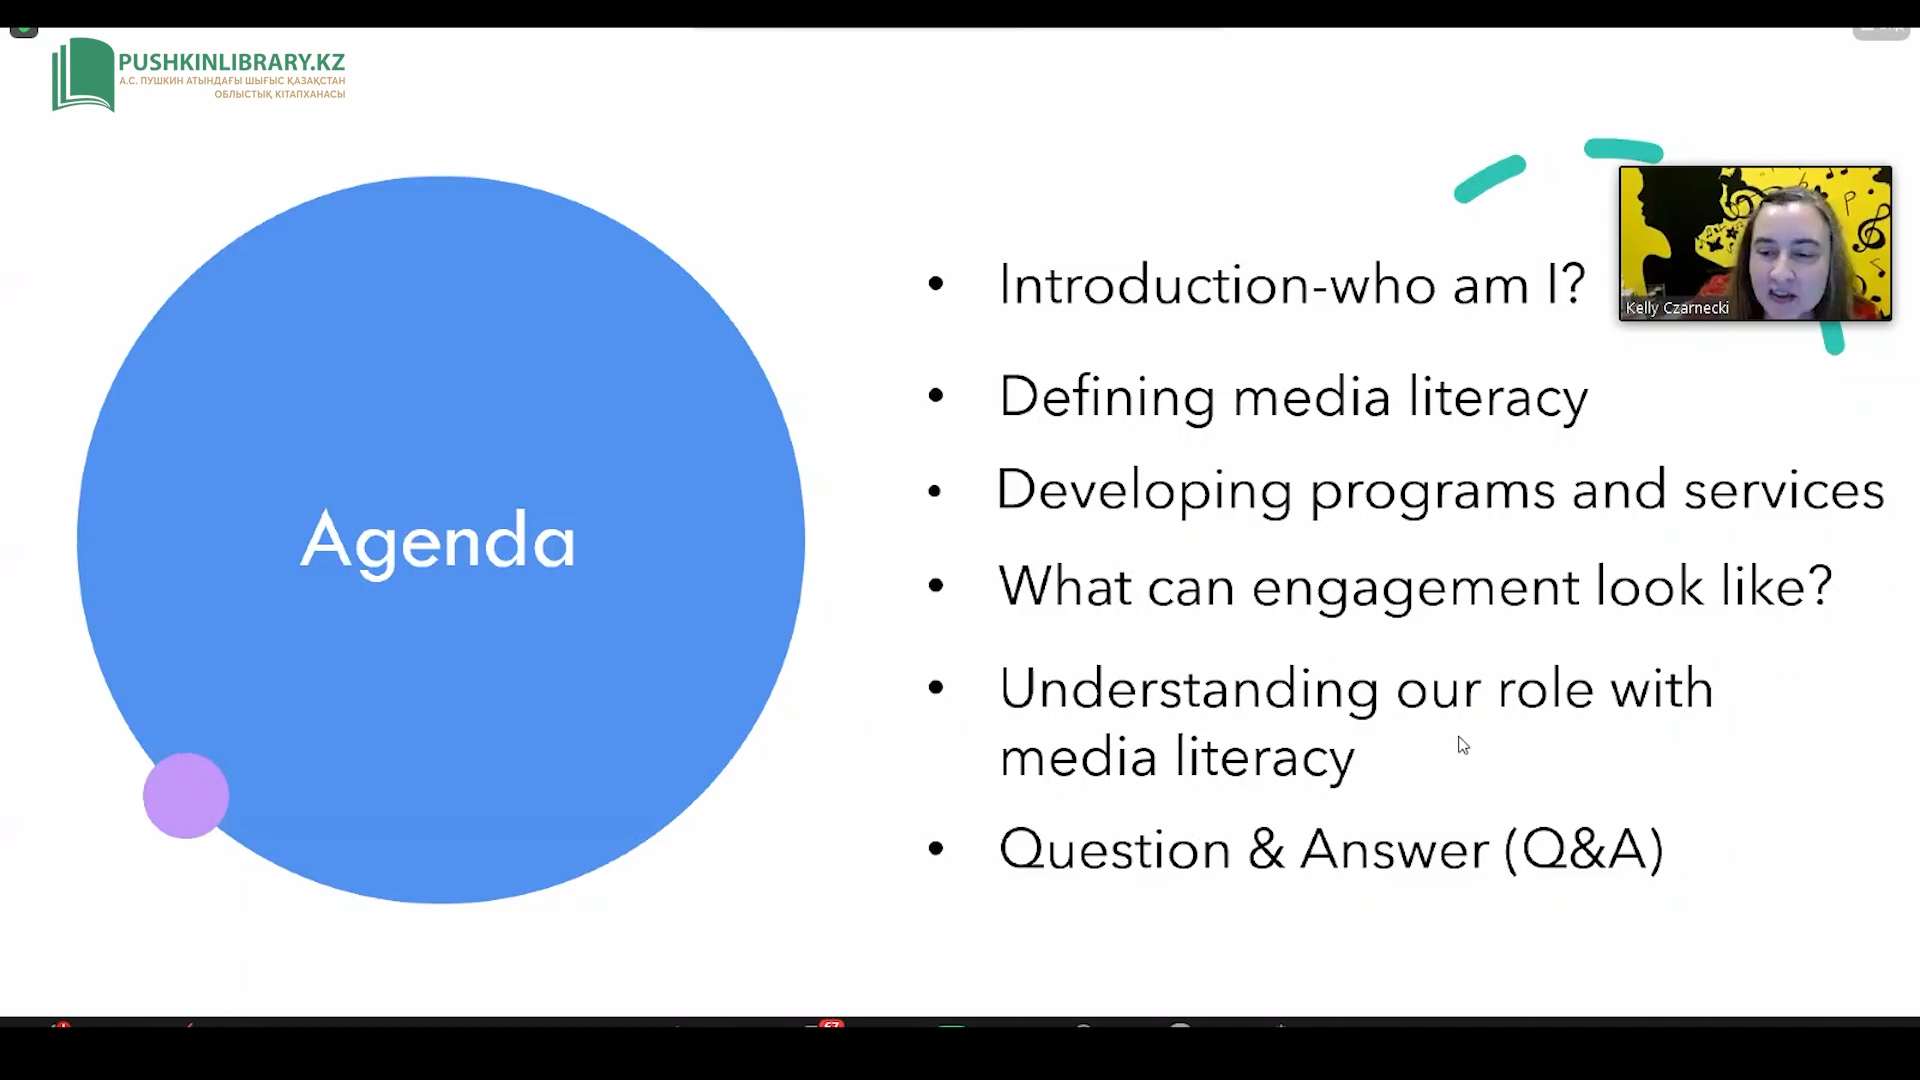 PUSHKINLIBRARY.KZ
А.С. ПУШКИН АТЫНДАҒЫ ШЫҒЫС ҚАЗАҚСТАН
ОБЛЫСТЫҚ КІТАПХАНАСЫ
Agenda
• Introduction-who am I?
• Defining media literacy
• Developing programs and services
• What can engagement look like?
• Understanding our role with
media literacy
• Question & Answer (Q&A)
Kelly Czarnecki